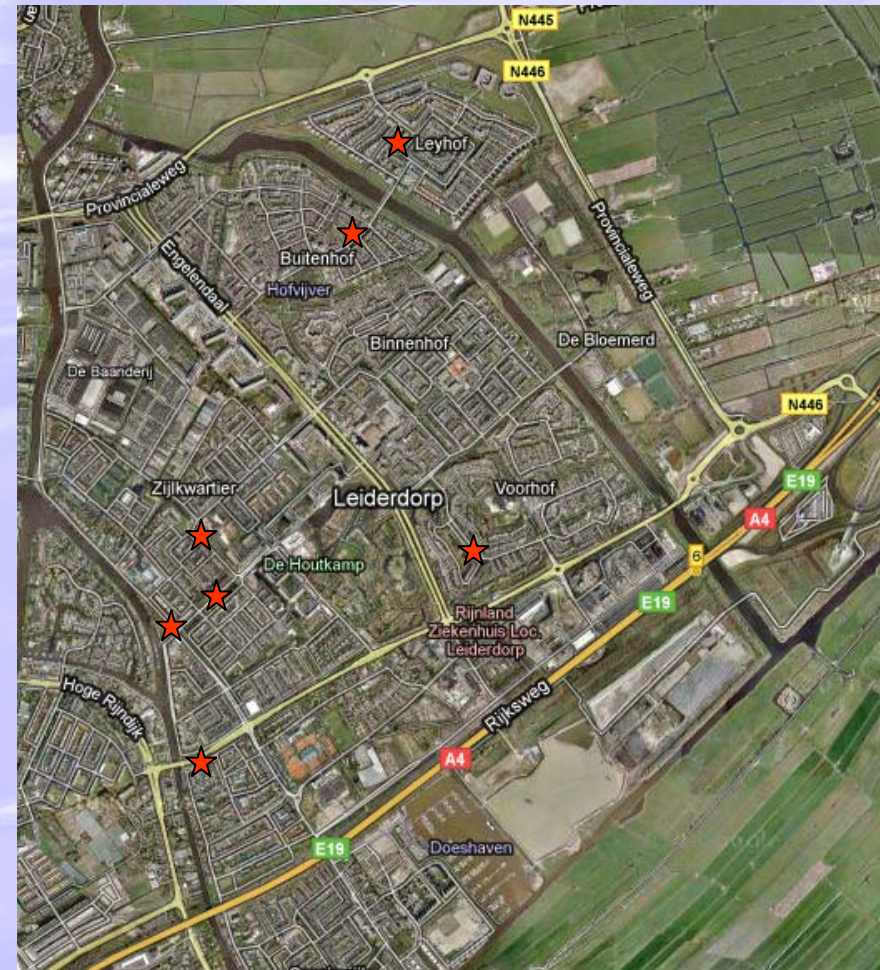 N445
N446
Leyhof
Provincialeweg
Provincialeweg
Engelendaal
Buitenhof
Hofvijver
Binnenhof
De Bloemerd
De Baanderij
N446
E19
Zijlkwartier
Voorhof
Leiderdorp
A4
De Houtkamp
6
E19
Rijnland
Ziekenhuis Loc.
Leiderdorp
Hoge Rijndijk
Rijksweg
A4
E19
Doeshaven